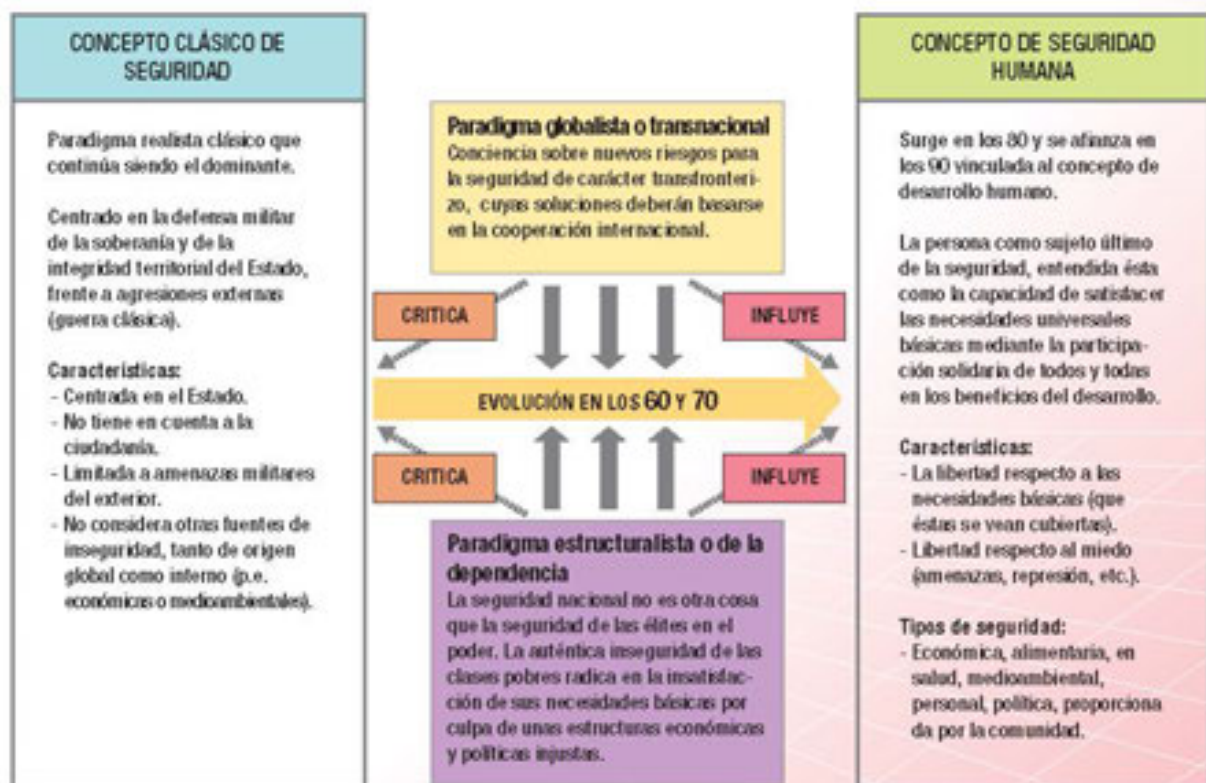 CONCEPTO CLÁSICO DE
SEGURIDAD
Paradigma realista clásico que
continúa siendo el dominante.
Centrado en la defensa militar
de la soberanía y de la
integridad territorial del Estado,
frente a agresiones externas
(guerra clásica).
Características:
- Centrada en el Estado.
- No tiene en cuenta a la
ciudadanía.
- Limitada a amenazas militares
del exterior.
- No considera otras fuentes de
inseguridad, tanto de origen
global como interno (p.e.
económicas o medioambientales).
Paradigma globalista o transnacional
Conciencia sobre nuevos riesgos para
la seguridad de carácter transfronteri-
zo, cuyas soluciones deberán basarse
en la cooperación internacional.
CRITICA
INFLUYE
EVOLUCIÓN EN LOS 60 Y 70
CRITICA
INFLUYE
Paradigma estructuralista o de la
dependencia
La seguridad nacional no es otra cosa
que la seguridad de las élites en el
poder. La auténtica inseguridad de las
clases pobres radica en la insatisfac-
ción de sus necesidades básicas por
culpa de unas estructuras económicas
y políticas injustas.
CONCEPTO DE SEGURIDAD
HUMANA
Surge en los 80 y se afianza en
los 90 vinculada al concepto de
desarrollo humano.
La persona como sujeto último
de la seguridad, entendida ésta
como la capacidad de satisfacer
las necesidades universales
básicas mediante la participa-
ción solidaria de todos y todas
en los beneficios del desarrollo.
Características:
- La libertad respecto a las
necesidades básicas (que
éstas se vean cubiertas).
- Libertad respecto al miedo
(amenazas, represión, etc.).
Tipos de seguridad:
- Económica, alimentaria, en
salud, medioambiental,
personal, política, proporciona
da por la comunidad.